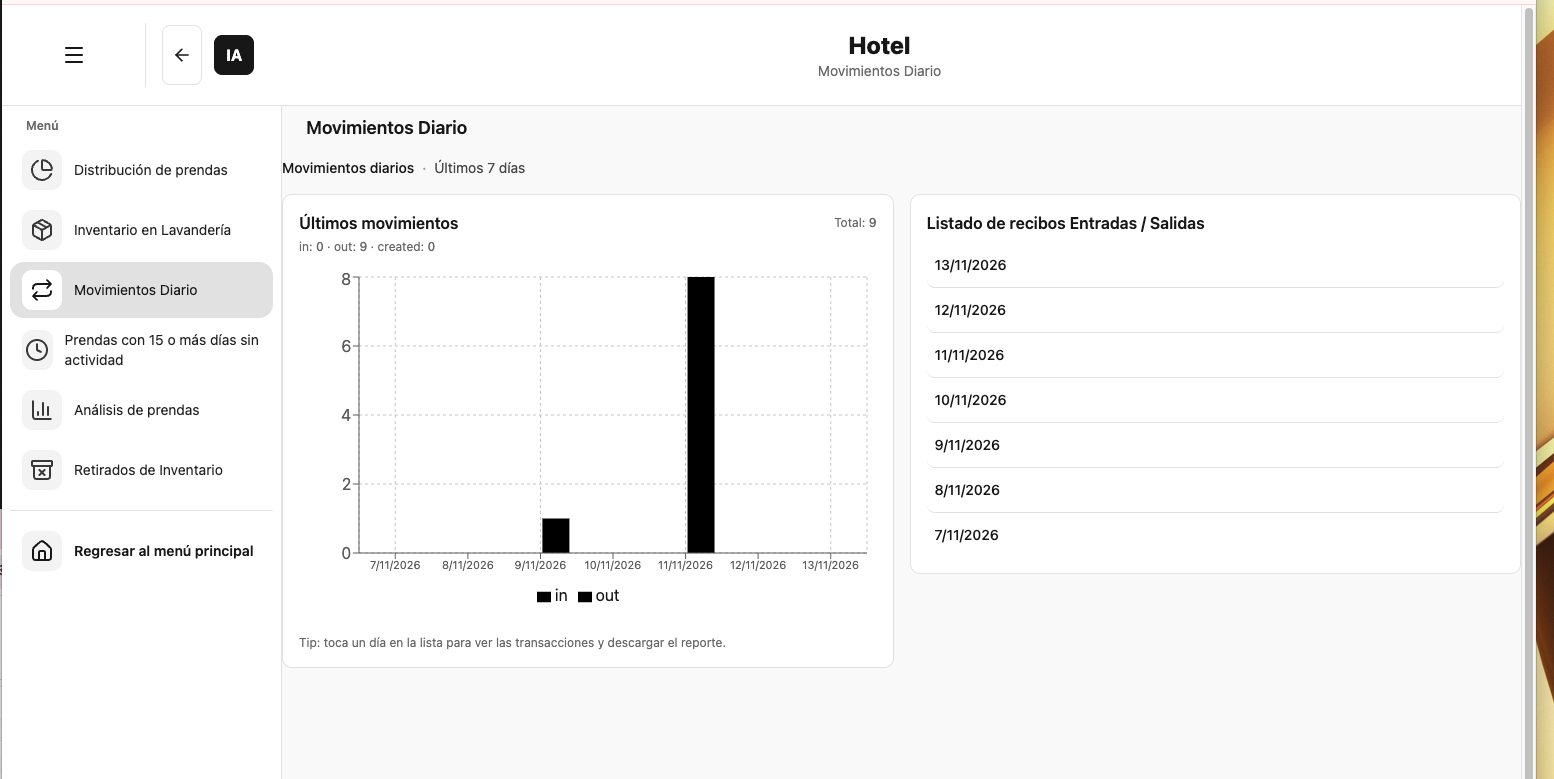 IA
Hotel
Movimientos Diario
Menú
Distribución de prendas
Inventario en Lavandería
Movimientos Diario
Prendas con 15 o más días sin
actividad
Análisis de prendas
Retirados de Inventario
Regresar al menú principal
Movimientos Diario
Movimientos diarios · Últimos 7 días
Últimos movimientos
Total: 9
in: 0 · out: 9 · created: 0
8
6
4
2
0
7/11/2026 8/11/2026 9/11/2026 10/11/2026 11/11/2026 12/11/2026 13/11/2026
in out
Tip: toca un día en la lista para ver las transacciones y descargar el reporte.
Listado de recibos Entradas / Salidas
13/11/2026
12/11/2026
11/11/2026
10/11/2026
9/11/2026
8/11/2026
7/11/2026